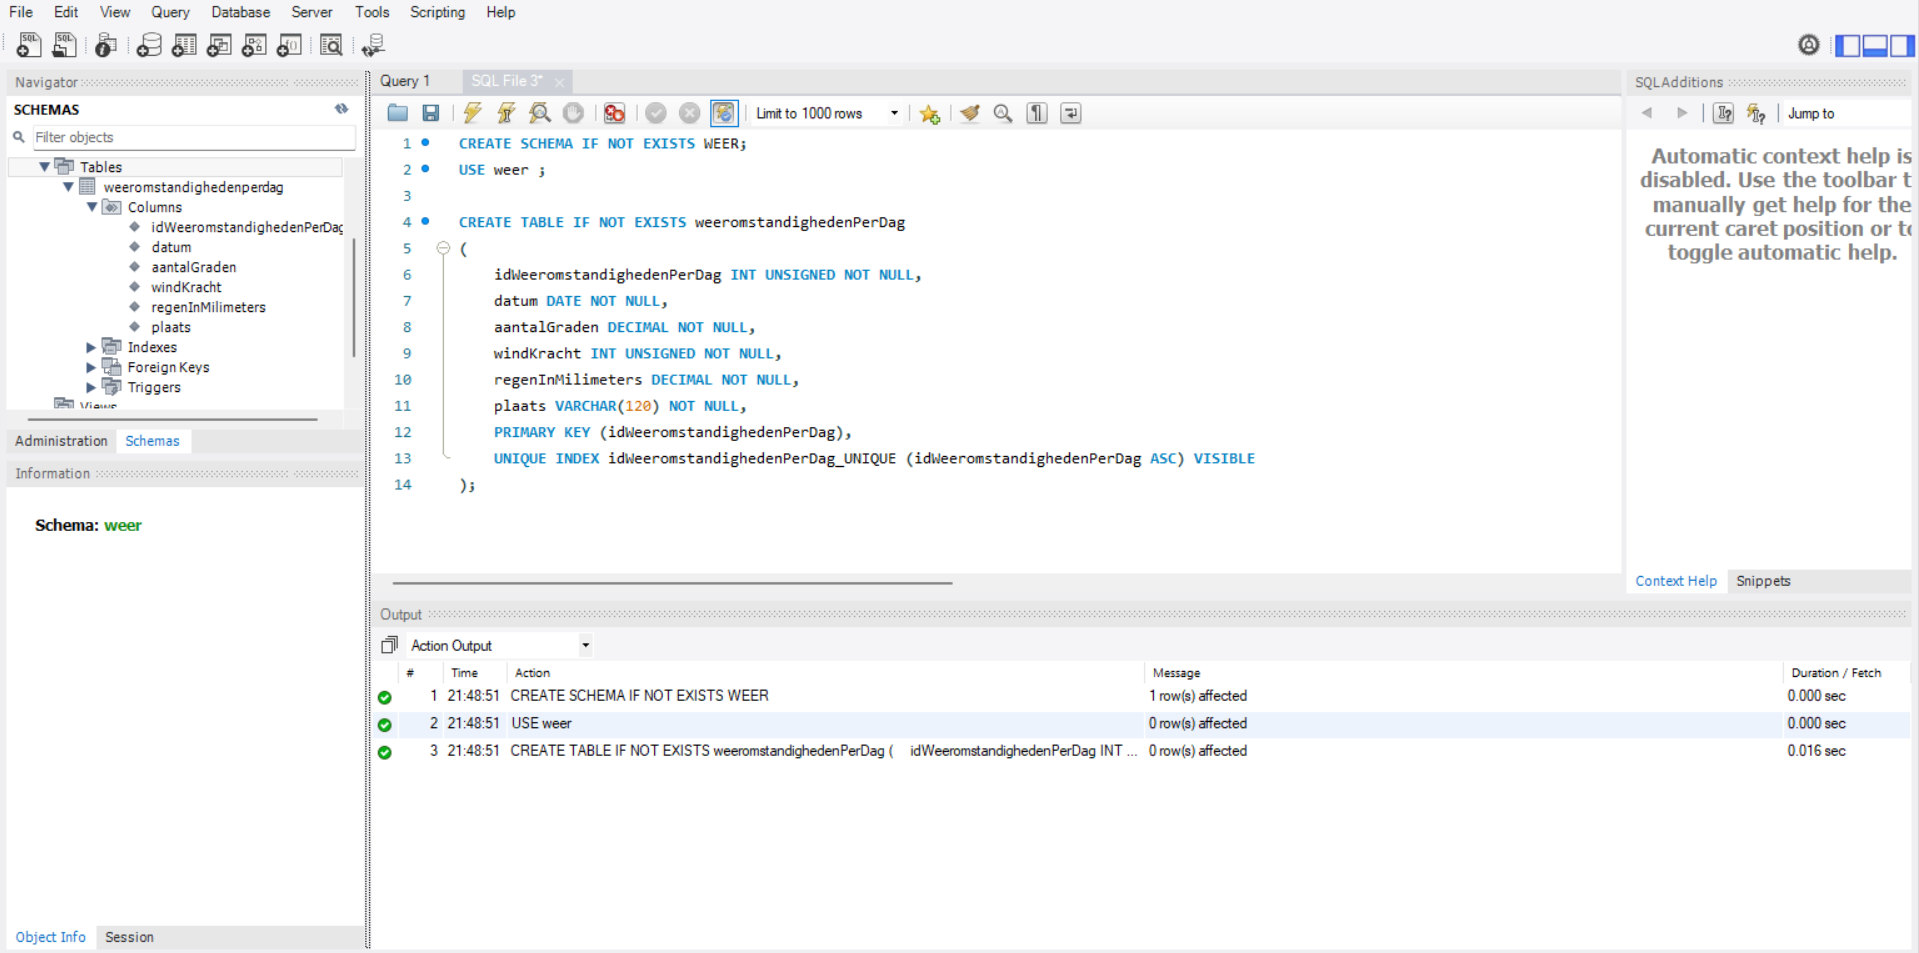 File Edit View Query Database Server Tools Scripting Help
Navigator
SCHEMAS
Filter objects
Tables
weeromstandighedenperdag
Columns
idWeeromstandighedenPerDag
datum
aantalGraden
windKracht
regenInMilimeters
plaats
Indexes
Foreign Keys
Triggers
Views
Administration Schemas
Information
Schema: weer
Object Info Session
Query 1 SQL File 3*
Limit to 1000 rows
1 CREATE SCHEMA IF NOT EXISTS WEER;
2 USE weer ;
3
4 CREATE TABLE IF NOT EXISTS weeromstandighedenPerDag
5 (
6 idWeeromstandighedenPerDag INT UNSIGNED NOT NULL,
7 datum DATE NOT NULL,
8 aantalGraden DECIMAL NOT NULL,
9 windKracht INT UNSIGNED NOT NULL,
10 regenInMilimeters DECIMAL NOT NULL,
11 plaats VARCHAR(120) NOT NULL,
12 PRIMARY KEY (idWeeromstandighedenPerDag),
13 UNIQUE INDEX idWeeromstandighedenPerDag_UNIQUE (idWeeromstandighedenPerDag ASC) VISIBLE
14 );
Output
Action Output
# Time Action Message Duration / Fetch
1 21:48:51 CREATE SCHEMA IF NOT EXISTS WEER 1 row(s) affected 0.000 sec
2 21:48:51 USE weer 0 row(s) affected 0.000 sec
3 21:48:51 CREATE TABLE IF NOT EXISTS weeromstandighedenPerDag ( idWeeromstandighedenPerDag INT ... 0 row(s) affected 0.016 sec
SQLAdditions
Jump to
Automatic context help is
disabled. Use the toolbar t
manually get help for the
current caret position or to
toggle automatic help.
Context Help Snippets